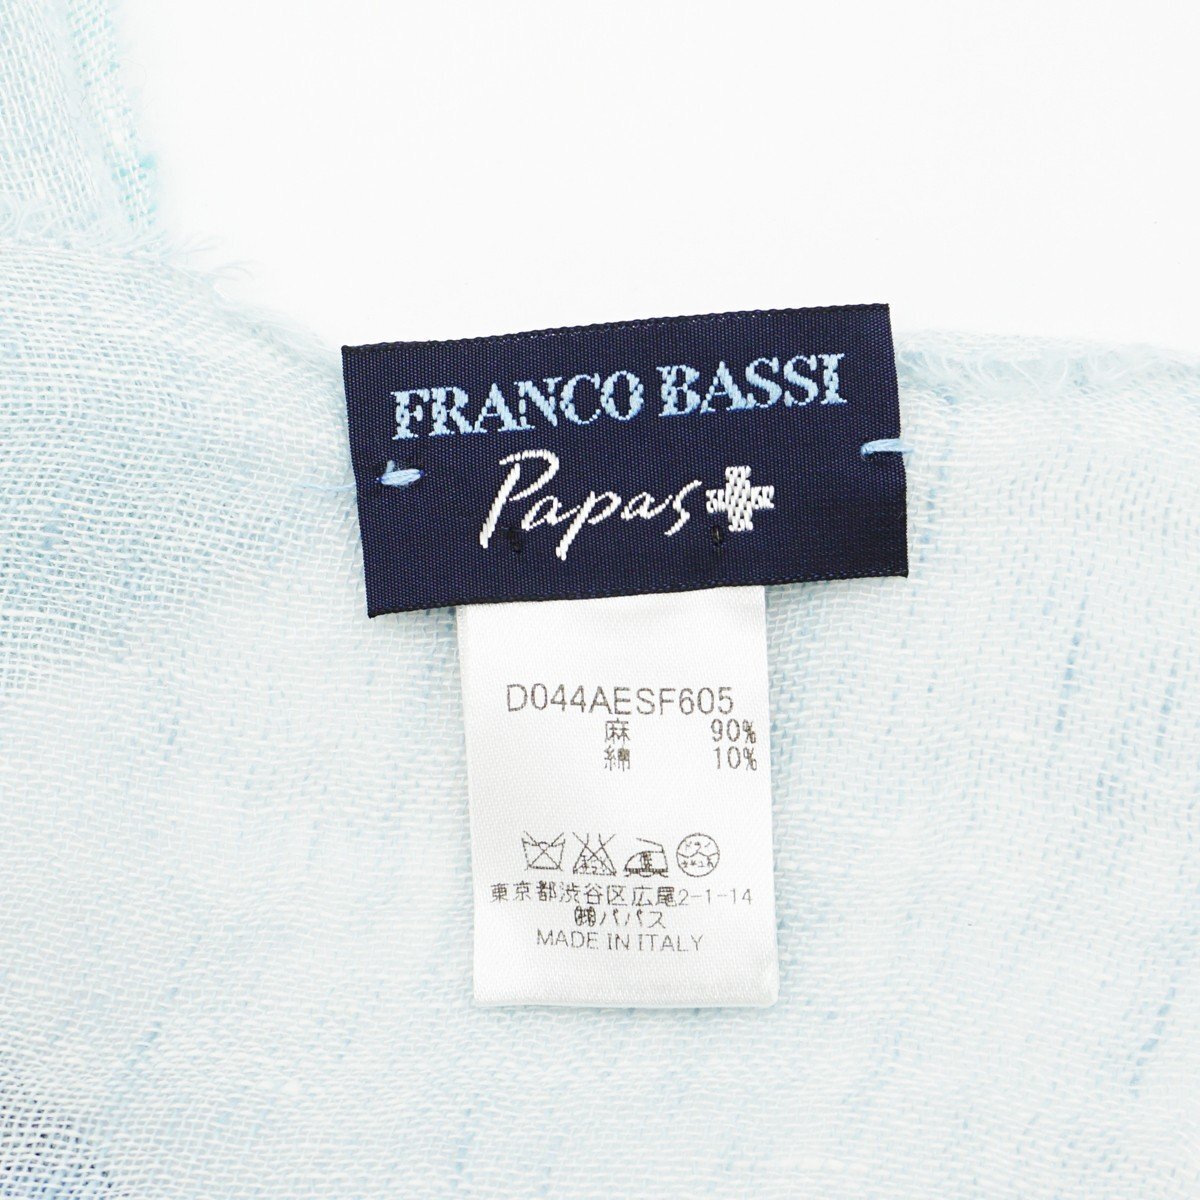 FRANCO BASSI
Papas+
D044AESF605
麻 90%
綿 10%
東京都渋谷区広尾2-1-14
㈱パパス
MADE IN ITALY